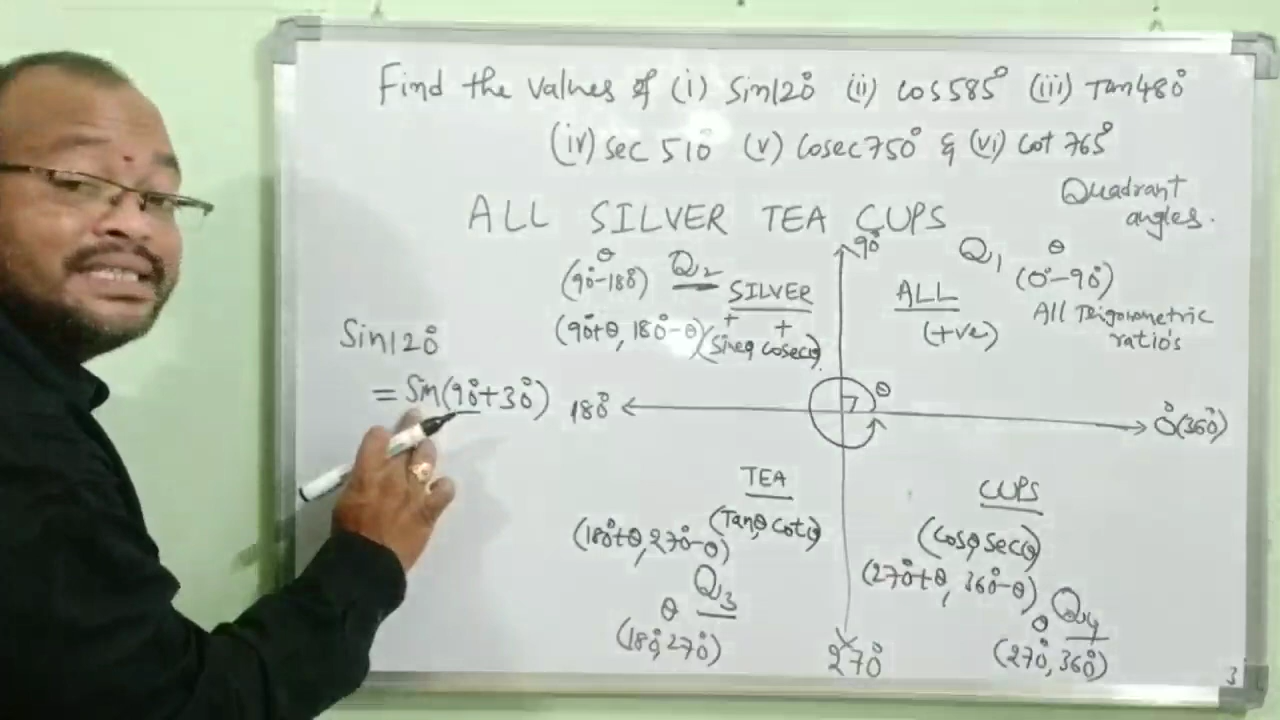 Find the values of (i) Sin120° (ii) Cos585° (iii) Tan480°
(iv) sec 510° (v) Cosec750° & (vi) Cot 765°
Quadrant
angles.
ALL SILVER TEA CUPS
90°
Q1 θ
(0°-90°)
ALL
(+ve)
All Trigonometric
ratio's
θ
(90°-180°) Q2
SILVER
(90°+θ, 180°-θ) (Sinθ, Cosecθ)
+ +
Sin120°
= Sin(90°+30°)
180°
θ
0°(360°)
TEA
(Tanθ, Cotθ)
(180°+θ, 270°-θ)
Q3
θ
(180°, 270°)
CUPS
(Cosθ, Secθ)
(270°+θ, 360°-θ)
Q4
θ
(270°, 360°)
270°
3